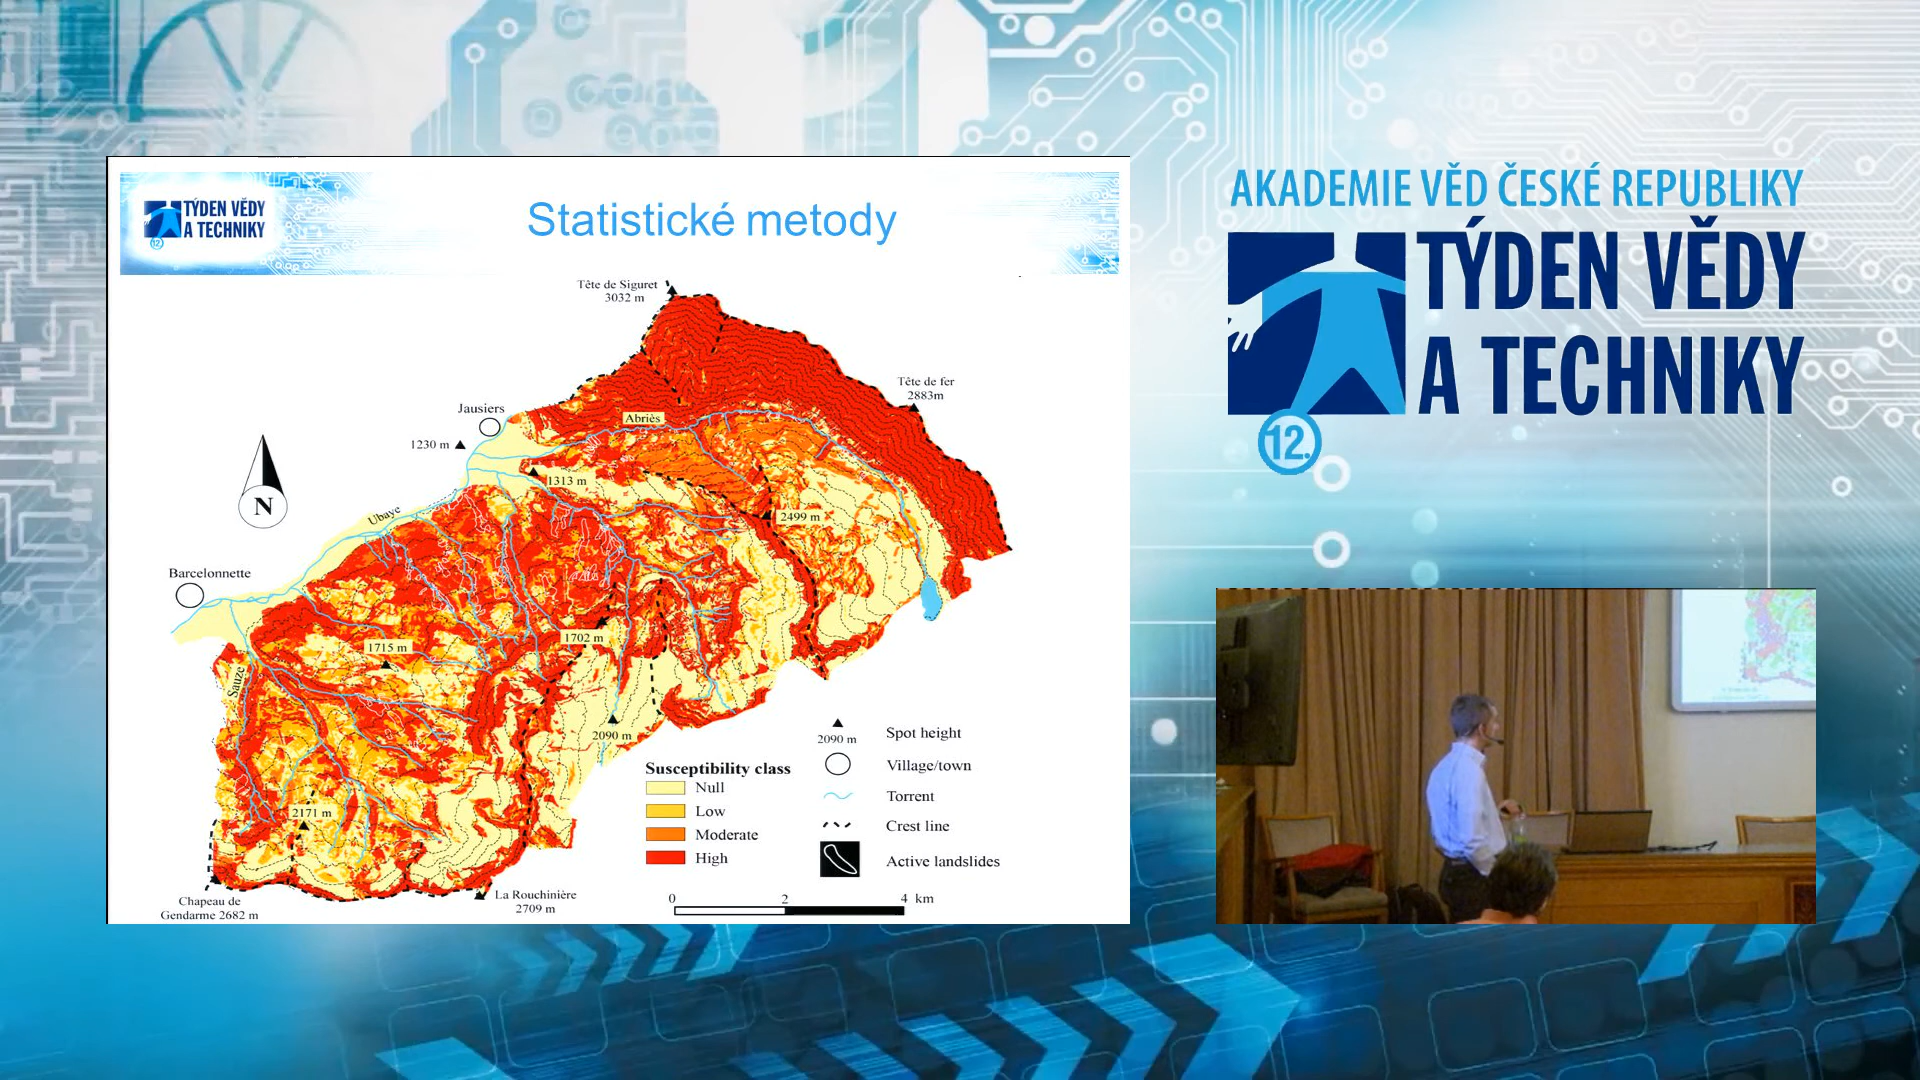 TÝDEN VĚDY
A TECHNIKY
12.
Statistické metody
Tête de Siguret
3032 m
Tête de fer
2883m
Jausiers
Abriès
1230 m
1313 m
N
Ubaye
2499 m
Barcelonnette
1702 m
1715 m
Sauze
2090 m
2171 m
La Rouchinière
2709 m
Chapeau de
Gendarme 2682 m
Susceptibility class
Null
Low
Moderate
High
2090 m
Spot height
Village/town
Torrent
Crest line
Active landslides
0 2 4 km
AKADEMIE VĚD ČESKÉ REPUBLIKY
TÝDEN VĚDY
A TECHNIKY
12.